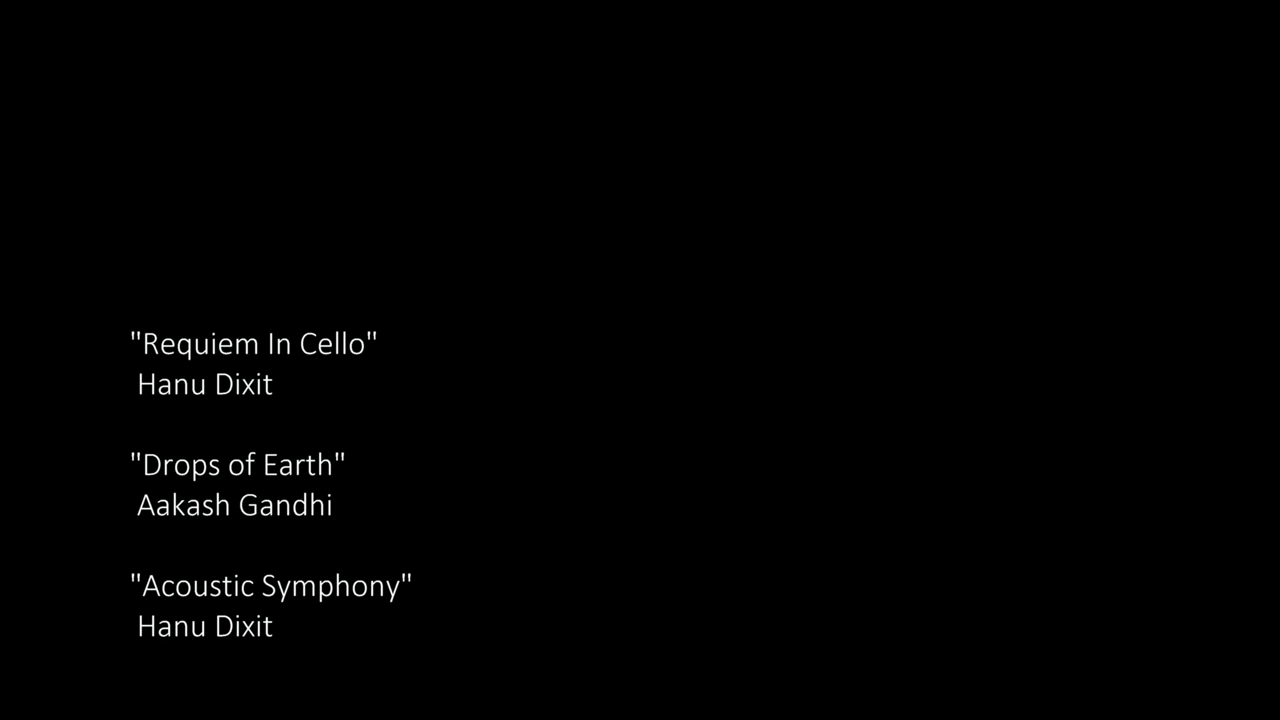 "Requiem In Cello"
Hanu Dixit
"Drops of Earth"
Aakash Gandhi
"Acoustic Symphony"
Hanu Dixit